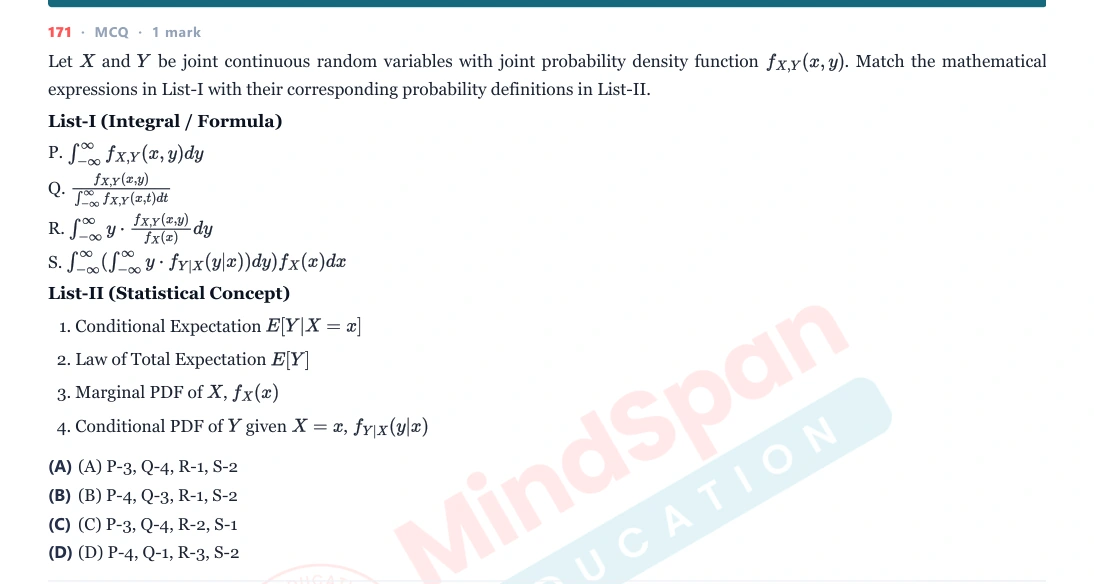 171 · MCQ · 1 mark
Let X and Y be joint continuous random variables with joint probability density function f_{X,Y}(x, y). Match the mathematical
expressions in List-I with their corresponding probability definitions in List-II.
List-I (Integral / Formula)
P. ∫_{-∞}^{∞} f_{X,Y}(x, y)dy
Q. \frac{f_{X,Y}(x,y)}{∫_{-∞}^{∞} f_{X,Y}(x,t)dt}
R. ∫_{-∞}^{∞} y · \frac{f_{X,Y}(x,y)}{f_X(x)} dy
S. ∫_{-∞}^{∞}(∫_{-∞}^{∞} y · f_{Y|X}(y|x))dy)f_X(x)dx
List-II (Statistical Concept)
1. Conditional Expectation E[Y|X = x]
2. Law of Total Expectation E[Y]
3. Marginal PDF of X, f_X(x)
4. Conditional PDF of Y given X = x, f_{Y|X}(y|x)
(A) (A) P-3, Q-4, R-1, S-2
(B) (B) P-4, Q-3, R-1, S-2
(C) (C) P-3, Q-4, R-2, S-1
(D) (D) P-4, Q-1, R-3, S-2
MindSpan
UCATION